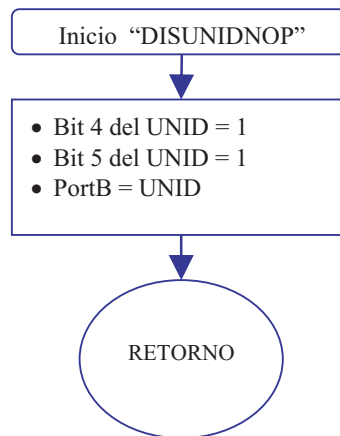 Inicio “DISUNIDNOP”
• Bit 4 del UNID = 1
• Bit 5 del UNID = 1
• PortB = UNID
RETORNO